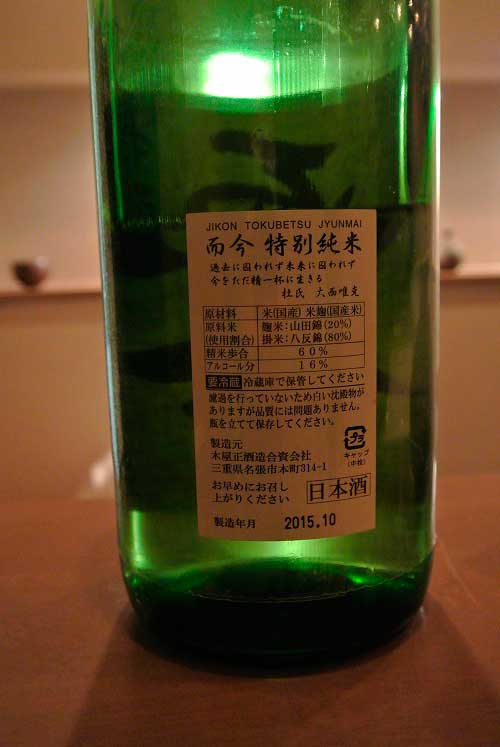 JIKON TOKUBETSU JYUNMAI
而今 特別純米
過去に囚われず未来に囚われず
今をただ精一杯に生きる
杜氏 大西唯克
原材料 米(国産) 米麹(国産米)
原料米 麹米:山田錦(20%)
(使用割合) 掛米:八反錦(80%)
精米歩合 60%
アルコール分 16%
要冷蔵 冷蔵庫で保管してください
濾過を行っていないため白い沈殿物が
ありますが品質には問題ありません。
瓶を立てて保存してください。
プラ
キャップ
(中栓)
製造元
木屋正酒造合資会社
三重県名張市本町314-1
お早めにお召し
上がりください
日本酒
製造年月 2015.10